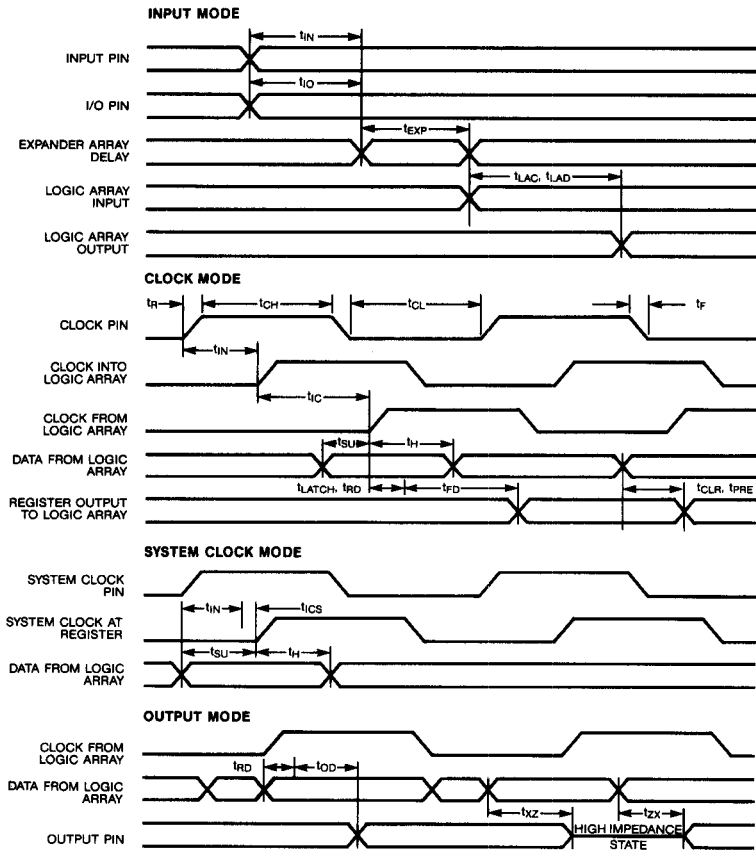 INPUT MODE
tIN
INPUT PIN
tIO
I/O PIN
tEXP
EXPANDER ARRAY
DELAY
tLAC, tLAD
LOGIC ARRAY
INPUT
LOGIC ARRAY
OUTPUT
CLOCK MODE
tR
tCH
tCL
tF
CLOCK PIN
tIN
CLOCK INTO
LOGIC ARRAY
tIC
CLOCK FROM
LOGIC ARRAY
tSU
tH
DATA FROM LOGIC
ARRAY
tLATCH, tRD
tFD
tCLR, tPRE
REGISTER OUTPUT
TO LOGIC ARRAY
SYSTEM CLOCK MODE
SYSTEM CLOCK
PIN
tIN
tICS
SYSTEM CLOCK AT
REGISTER
tSU
tH
DATA FROM LOGIC
ARRAY
OUTPUT MODE
CLOCK FROM
LOGIC ARRAY
tRD
tOD
DATA FROM LOGIC
ARRAY
tXZ
tZX
HIGH IMPEDANCE
STATE
OUTPUT PIN